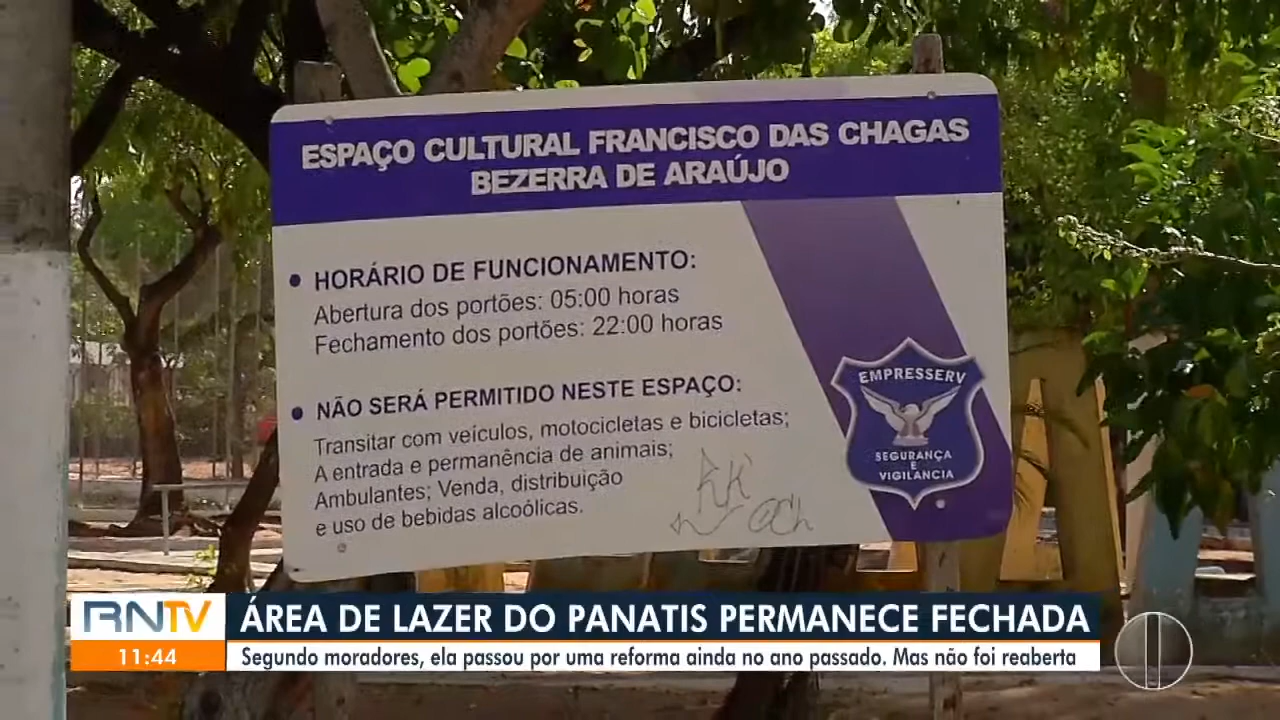 ESPAÇO CULTURAL FRANCISCO DAS CHAGAS
BEZERRA DE ARAÚJO
• HORÁRIO DE FUNCIONAMENTO:
Abertura dos portões: 05:00 horas
Fechamento dos portões: 22:00 horas
• NÃO SERÁ PERMITIDO NESTE ESPAÇO:
Transitar com veículos, motocicletas e bicicletas;
A entrada e permanência de animais;
Ambulantes; Venda, distribuição
e uso de bebidas alcoólicas.
EMPRESSERV
SEGURANÇA
E
VIGILANCIA
RNTV
11:44
ÁREA DE LAZER DO PANATIS PERMANECE FECHADA
Segundo moradores, ela passou por uma reforma ainda no ano passado. Mas não foi reaberta